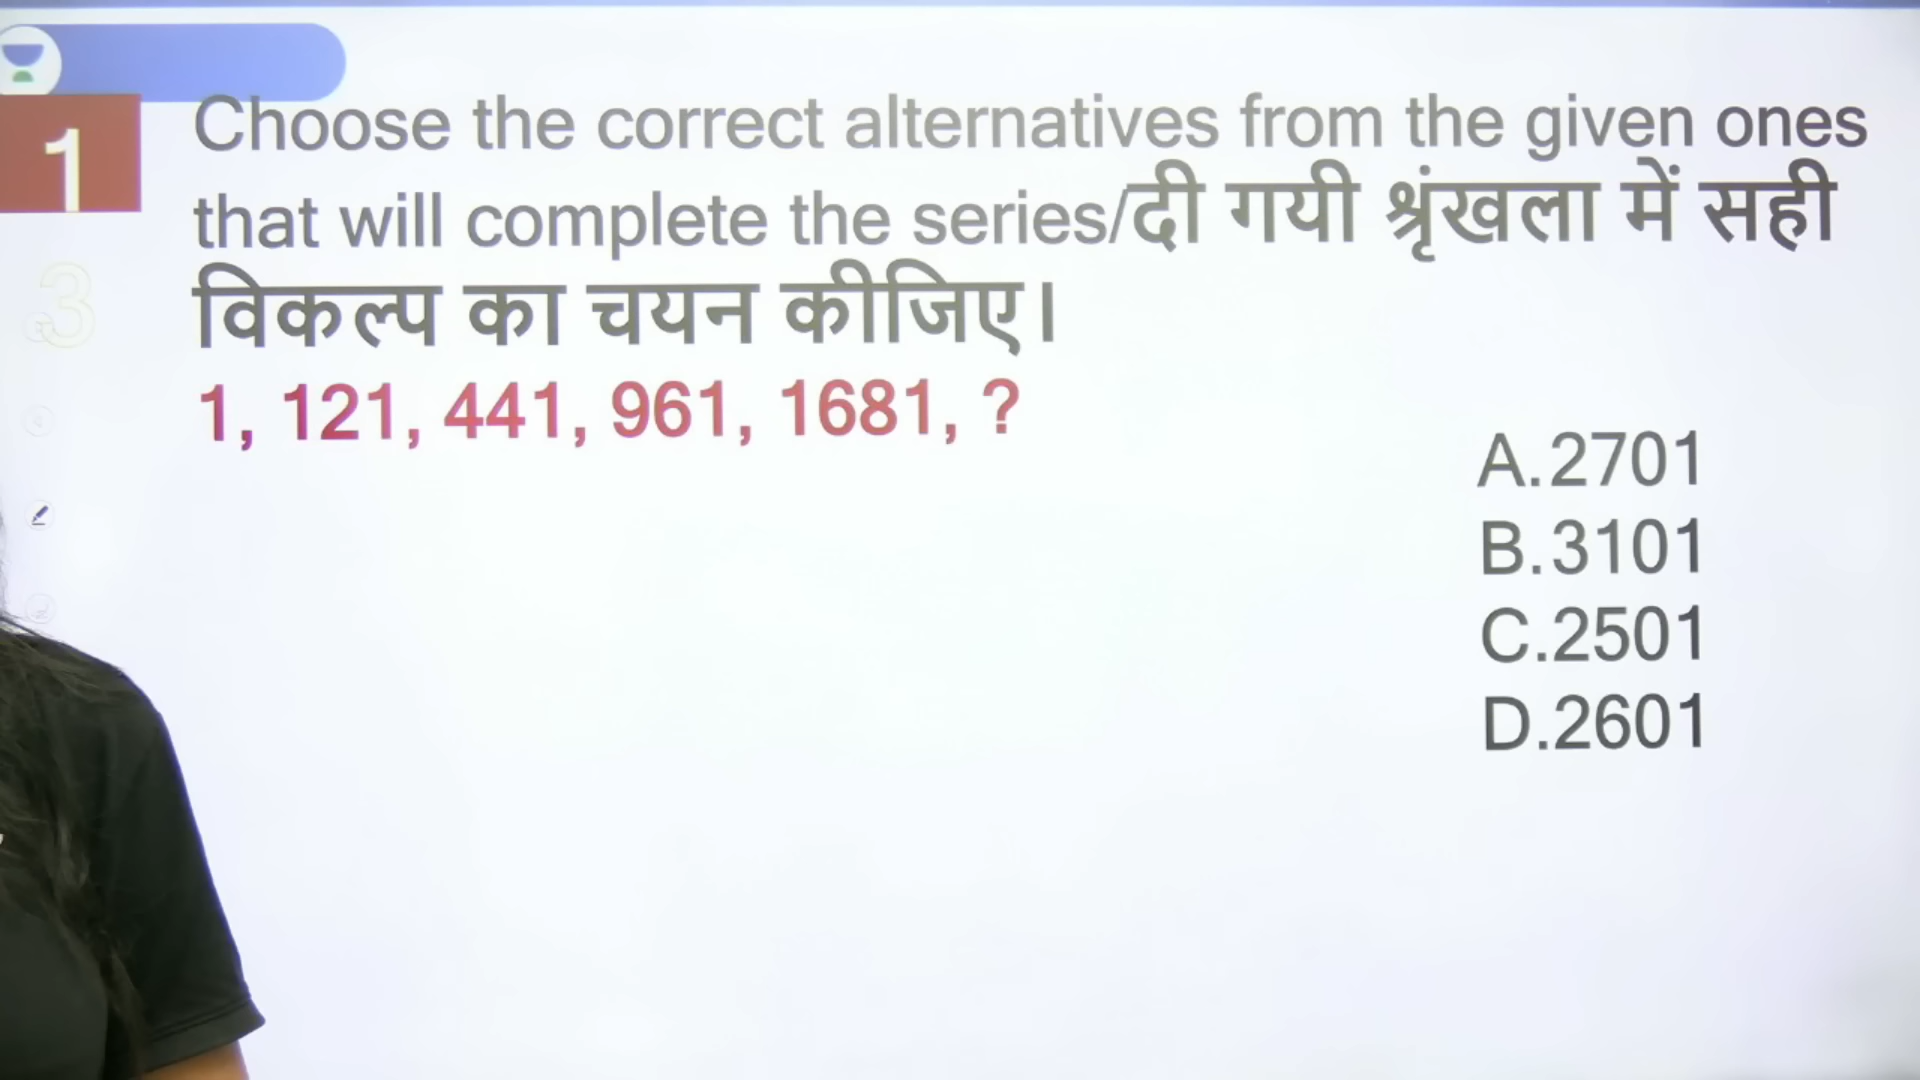 1
Choose the correct alternatives from the given ones
that will complete the series/दी गयी श्रृंखला में सही
विकल्प का चयन कीजिए।
3
1, 121, 441, 961, 1681, ?
A.2701
B.3101
C.2501
D.2601